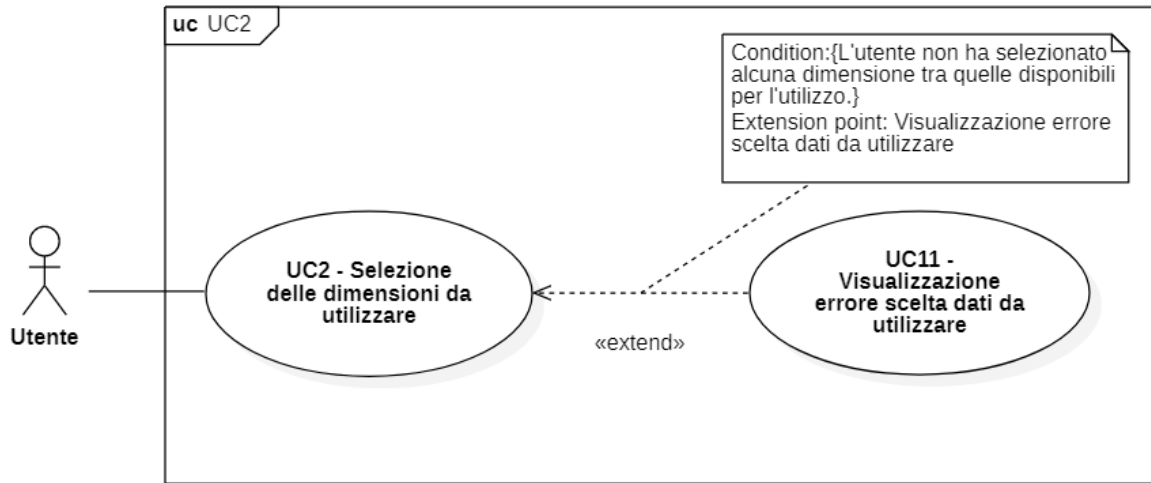 uc UC2
Condition:{L'utente non ha selezionato
alcuna dimensione tra quelle disponibili
per l'utilizzo.}
Extension point: Visualizzazione errore
scelta dati da utilizzare
Utente
UC2 - Selezione
delle dimensioni da
utilizzare
«extend»
UC11 -
Visualizzazione
errore scelta dati da
utilizzare